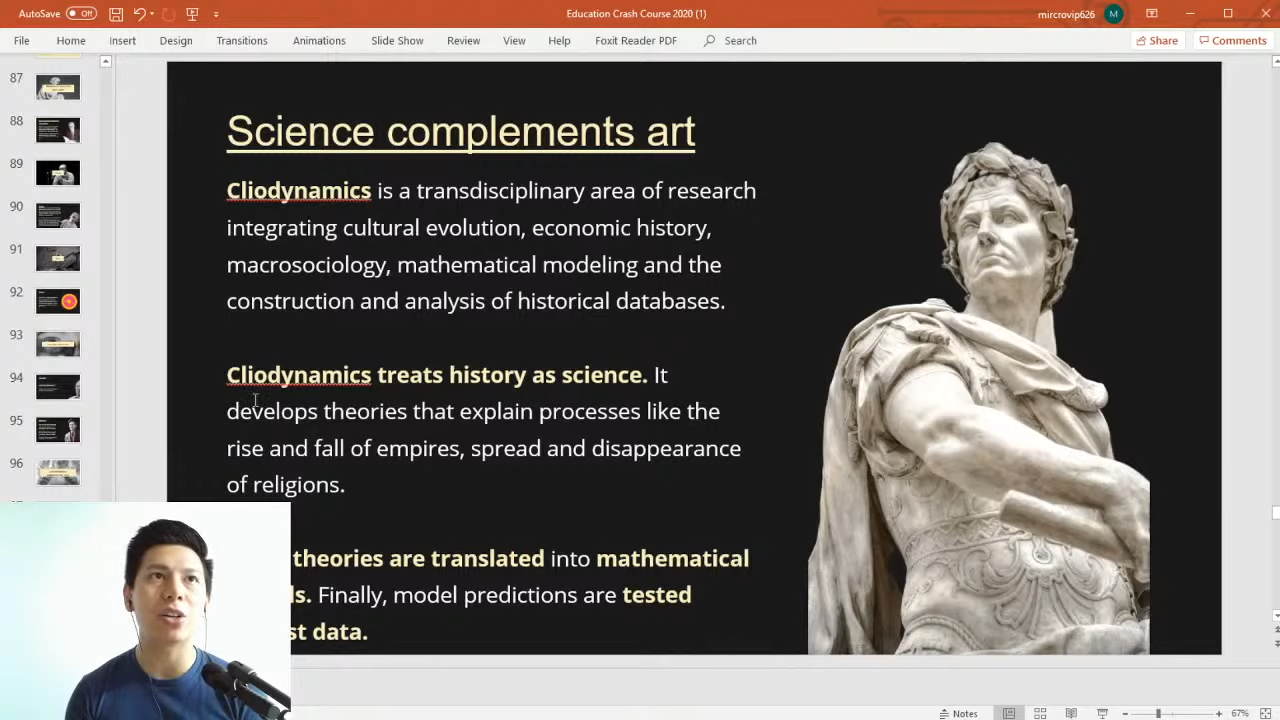 AutoSave Off Education Crash Course 2020 (1) mircrovip626 M
File Home Insert Design Transitions Animations Slide Show Review View Help Foxit Reader PDF Search Share Comments
87
88
89
90
91
93
95
96
Science complements art
Cliodynamics is a transdisciplinary area of research
integrating cultural evolution, economic history,
macrosociology, mathematical modeling and the
construction and analysis of historical databases.
Cliodynamics treats history as science. It
develops theories that explain processes like the
rise and fall of empires, spread and disappearance
of religions.
theories are translated into mathematical
ls. Finally, model predictions are tested
st data.
Notes 67%